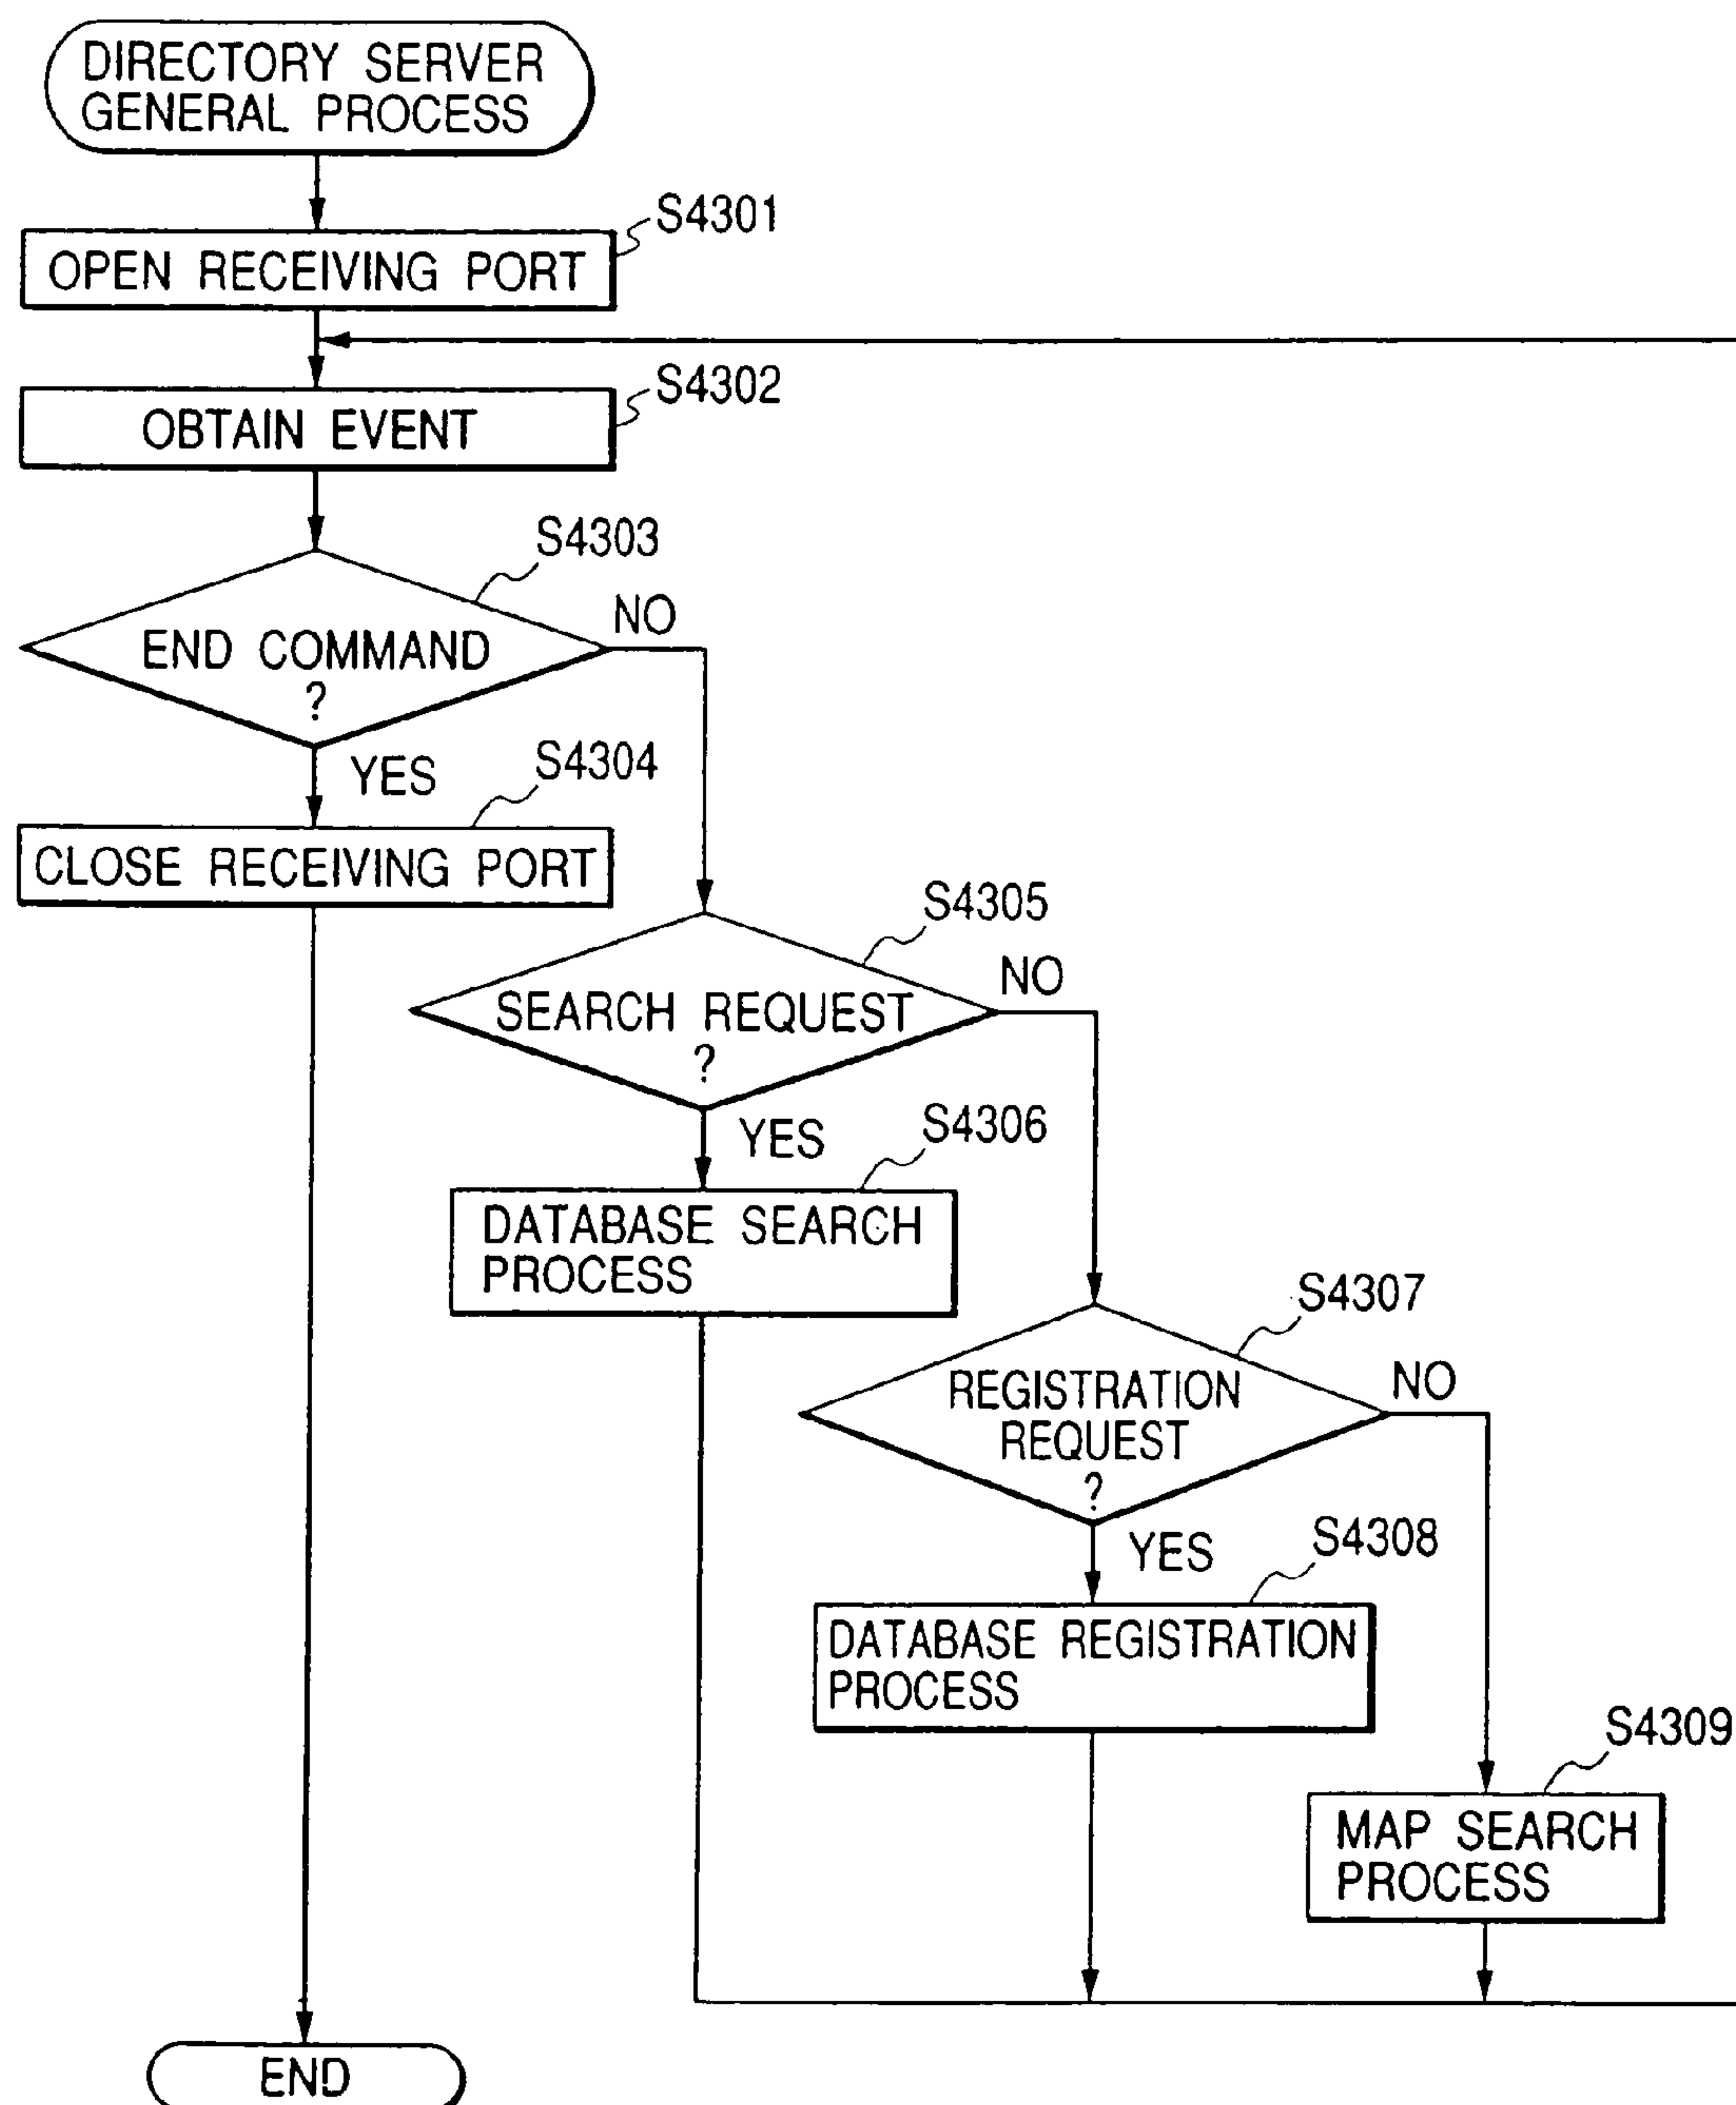 DIRECTORY SERVER
GENERAL PROCESS
S4301
OPEN RECEIVING PORT
S4302
OBTAIN EVENT
S4303
END COMMAND
?
NO
YES
S4304
CLOSE RECEIVING PORT
S4305
SEARCH REQUEST
?
NO
YES
S4306
DATABASE SEARCH
PROCESS
S4307
REGISTRATION
REQUEST
?
NO
YES
S4308
DATABASE REGISTRATION
PROCESS
S4309
MAP SEARCH
PROCESS
END